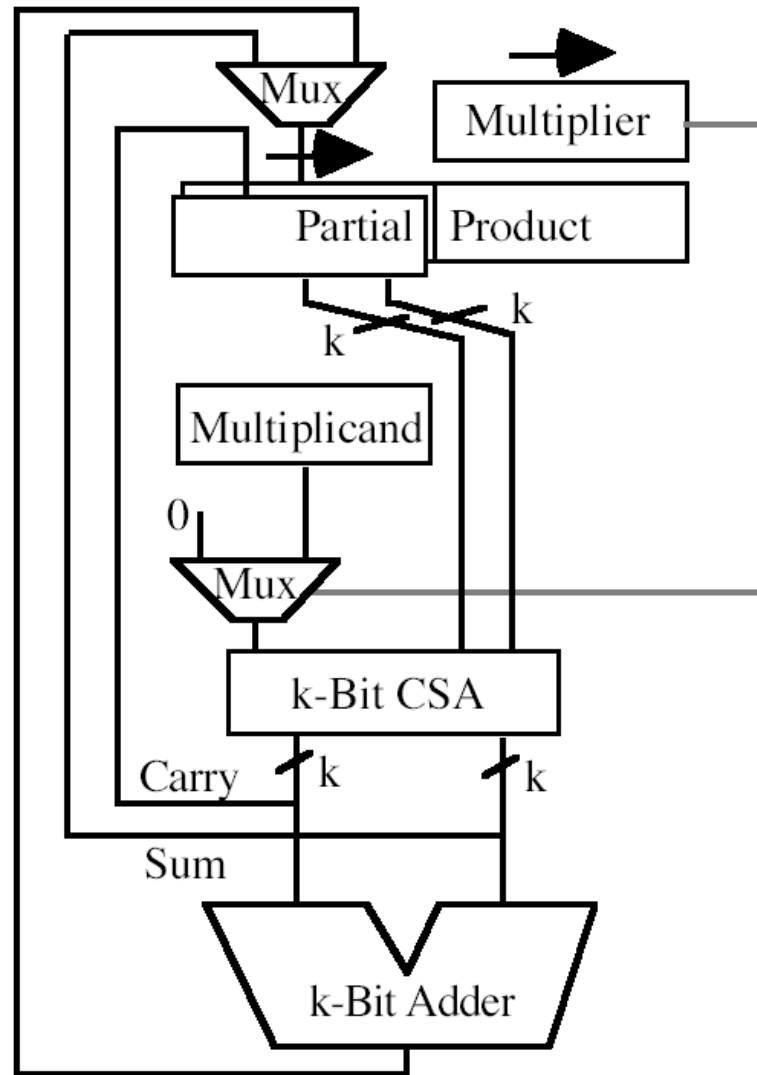 Mux
Multiplier
Partial Product
k
k
Multiplicand
0
Mux
k-Bit CSA
k
k
Carry
Sum
k-Bit Adder